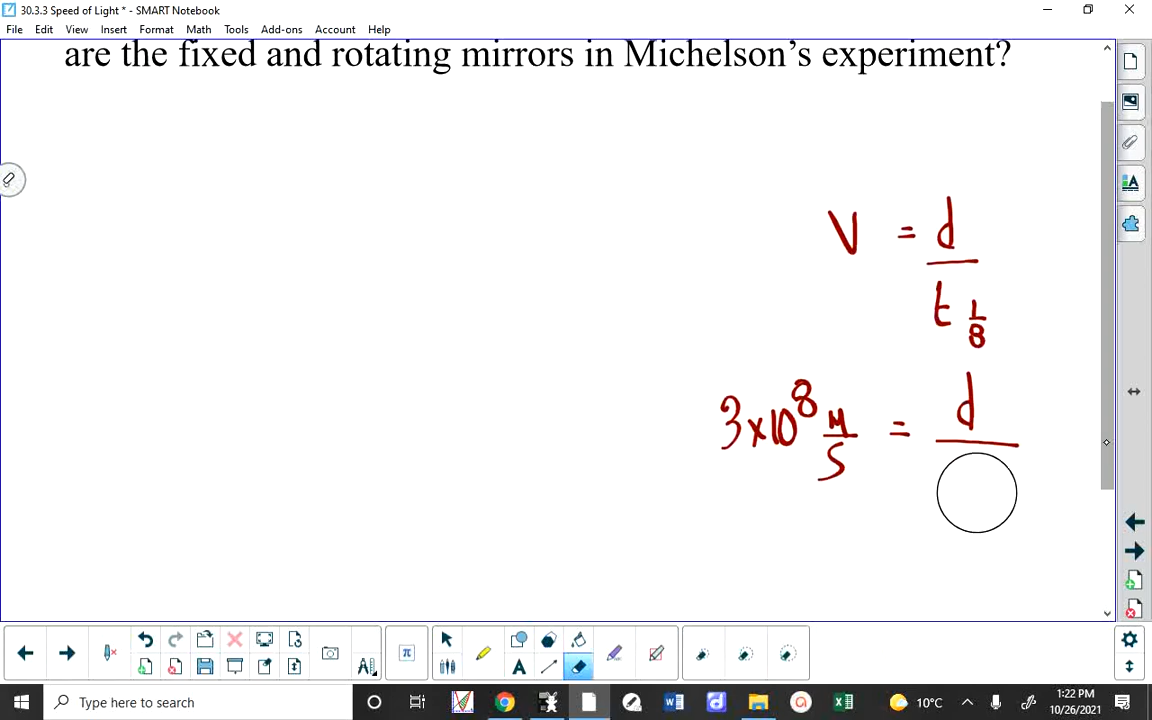 30.3.3 Speed of Light * - SMART Notebook
File Edit View Insert Format Math Tools Add-ons Account Help
are the fixed and rotating mirrors in Michelson's experiment?
V = d
t 1/8
3×10⁸ M/S = d
π
A
Type here to search
10°C
1:22 PM
10/26/2021